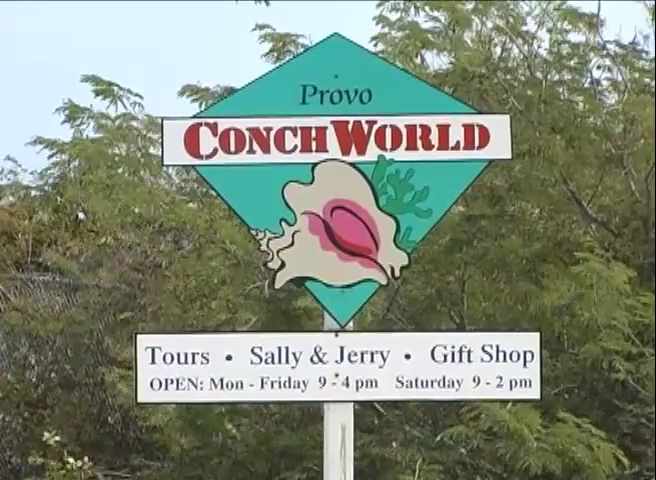 Provo
CONCHWORLD
Tours • Sally & Jerry • Gift Shop
OPEN: Mon - Friday 9 - 4 pm Saturday 9 - 2 pm